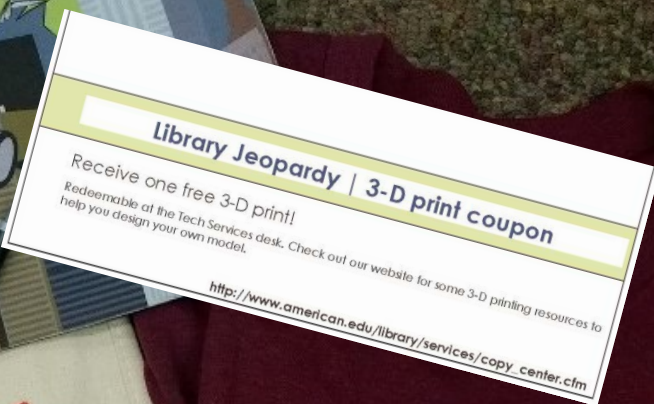 Library Jeopardy | 3-D print coupon
Receive one free 3-D print!
Redeemable at the Tech Services desk. Check out our website for some 3-D printing resources to
help you design your own model.
http://www.american.edu/library/services/copy_center.cfm